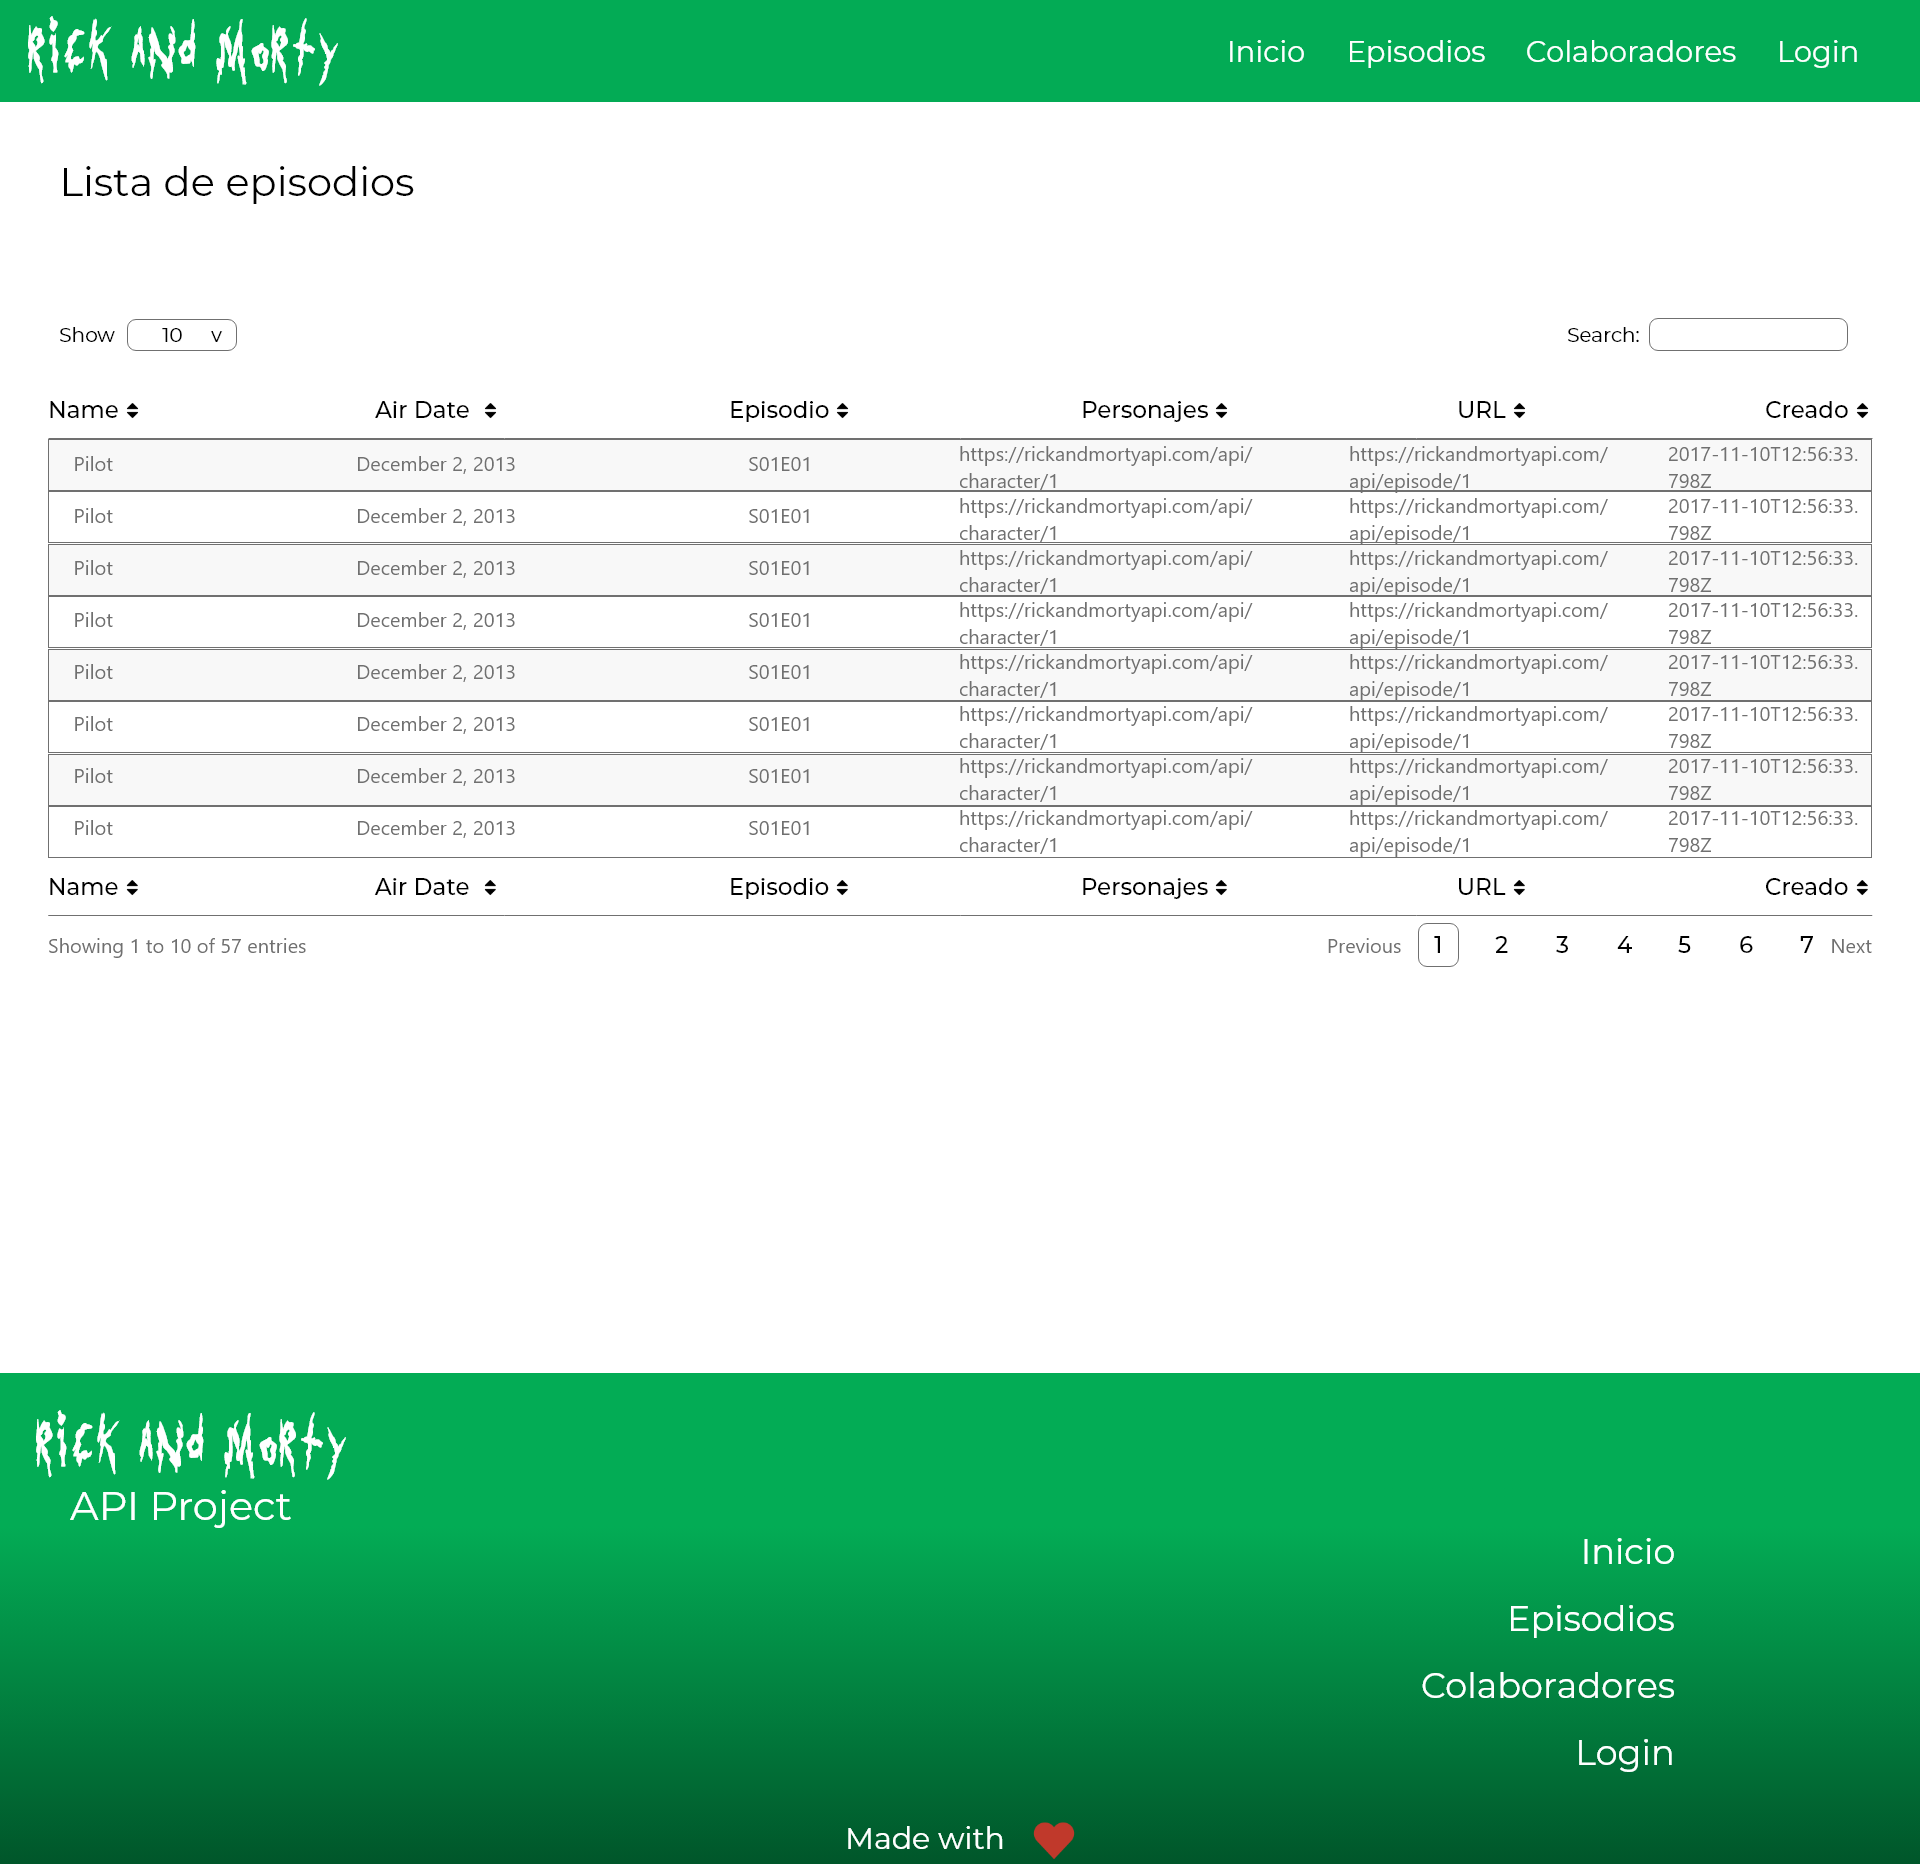 Rick and Morty Inicio Episodios Colaboradores Login
Lista de episodios
Show 10 v Search:
Name Air Date Episodio Personajes URL Creado
Pilot December 2, 2013 S01E01 https://rickandmortyapi.com/api/ https://rickandmortyapi.com/ 2017-11-10T12:56:33.
character/1 api/episode/1 798Z
Pilot December 2, 2013 S01E01 https://rickandmortyapi.com/api/ https://rickandmortyapi.com/ 2017-11-10T12:56:33.
character/1 api/episode/1 798Z
Pilot December 2, 2013 S01E01 https://rickandmortyapi.com/api/ https://rickandmortyapi.com/ 2017-11-10T12:56:33.
character/1 api/episode/1 798Z
Pilot December 2, 2013 S01E01 https://rickandmortyapi.com/api/ https://rickandmortyapi.com/ 2017-11-10T12:56:33.
character/1 api/episode/1 798Z
Pilot December 2, 2013 S01E01 https://rickandmortyapi.com/api/ https://rickandmortyapi.com/ 2017-11-10T12:56:33.
character/1 api/episode/1 798Z
Pilot December 2, 2013 S01E01 https://rickandmortyapi.com/api/ https://rickandmortyapi.com/ 2017-11-10T12:56:33.
character/1 api/episode/1 798Z
Pilot December 2, 2013 S01E01 https://rickandmortyapi.com/api/ https://rickandmortyapi.com/ 2017-11-10T12:56:33.
character/1 api/episode/1 798Z
Pilot December 2, 2013 S01E01 https://rickandmortyapi.com/api/ https://rickandmortyapi.com/ 2017-11-10T12:56:33.
character/1 api/episode/1 798Z
Name Air Date Episodio Personajes URL Creado
Showing 1 to 10 of 57 entries Previous 1 2 3 4 5 6 7 Next
Rick and Morty
API Project
Inicio
Episodios
Colaboradores
Login
Made with